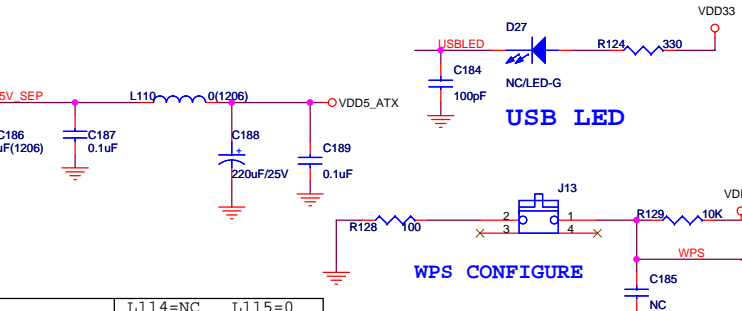 VDD33
D27
USBLED
R124
330
C184
NC/LED-G
100pF
USB LED
5V_SEP
L110
0(1206)
VDD5_ATX
C186
uF(1206)
C187
0.1uF
C188
+
220uF/25V
C189
0.1uF
J13
2
1
3
4
R128
100
R129
10K
WPS
WPS CONFIGURE
C185
NC
L114=NC L115=0